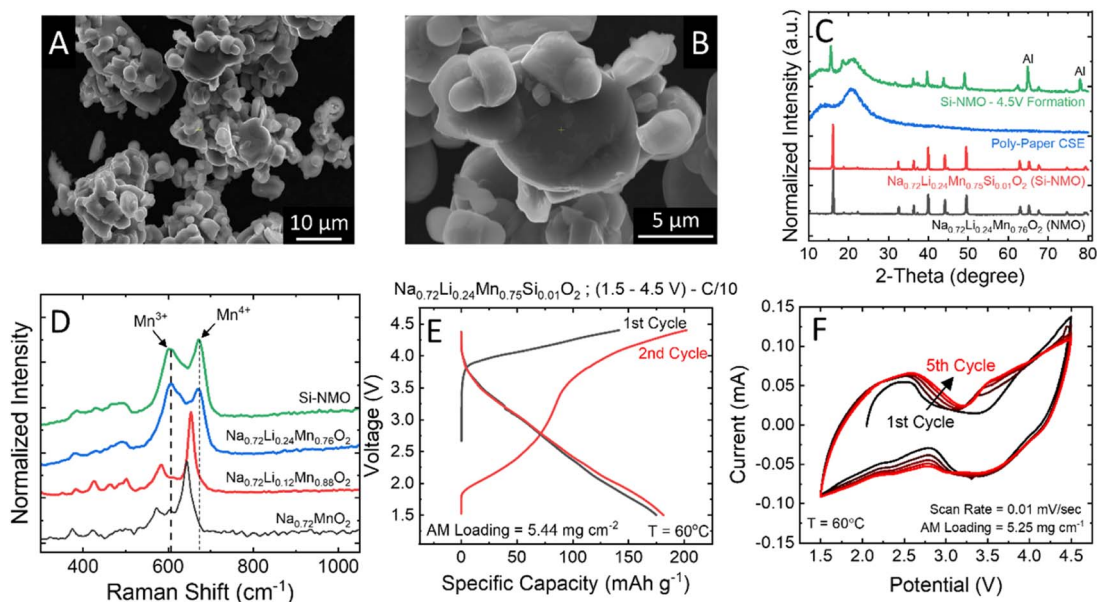 A
10 µm
B
5 µm
C
Normalized Intensity (a.u.)
Al
Al
Si-NMO - 4.5V Formation
Poly-Paper CSE
Na0.72Li0.24Mn0.75Si0.01O2 (Si-NMO)
Na0.72Li0.24Mn0.76O2 (NMO)
10 20 30 40 50 60 70 80
2-Theta (degree)
D
Normalized Intensity
Mn3+
Mn4+
Si-NMO
Na0.72Li0.24Mn0.76O2
Na0.72Li0.12Mn0.88O2
Na0.72MnO2
400 600 800 1000
Raman Shift (cm-1)
Na0.72Li0.24Mn0.75Si0.01O2 ; (1.5 - 4.5 V) - C/10
E
Voltage (V)
4.5
4.0
3.5
3.0
2.5
2.0
1.5
1st Cycle
2nd Cycle
AM Loading = 5.44 mg cm-2
T = 60°C
0 50 100 150 200
Specific Capacity (mAh g-1)
F
Current (mA)
0.15
0.10
0.05
0.00
-0.05
-0.10
-0.15
5th Cycle
1st Cycle
Scan Rate = 0.01 mV/sec
T = 60°C
AM Loading = 5.25 mg cm-1
1.5 2.0 2.5 3.0 3.5 4.0 4.5
Potential (V)